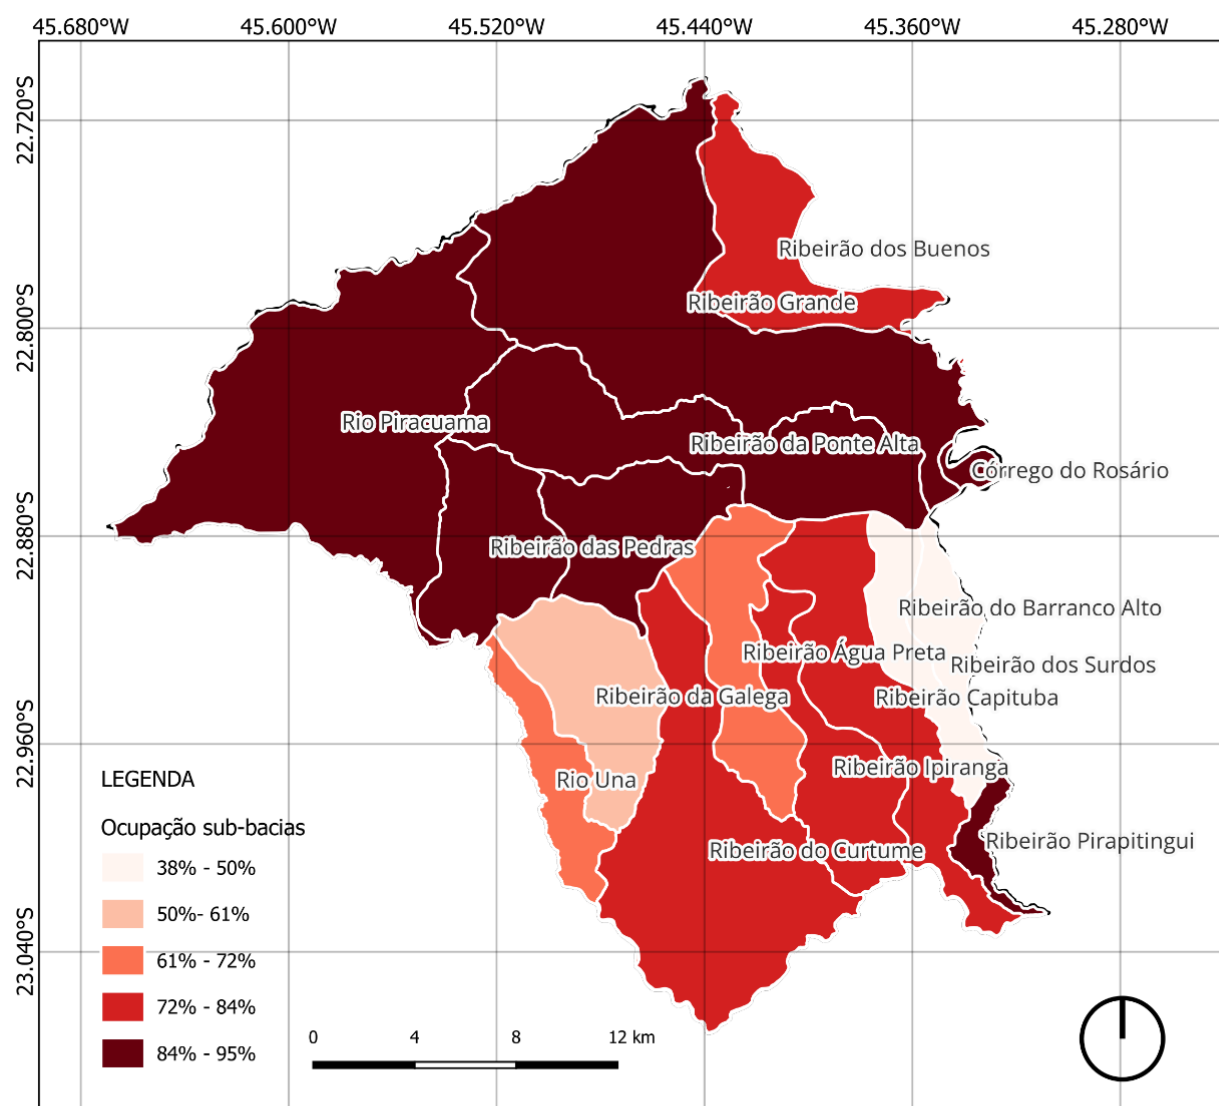 45.680°W 45.600°W 45.520°W 45.440°W 45.360°W 45.280°W
22.720°S
22.800°S
22.880°S
22.960°S
23.040°S
Ribeirão dos Buenos
Ribeirão Grande
Rio Piracuama
Ribeirão da Ponte Alta
Córrego do Rosário
Ribeirão das Pedras
Ribeirão do Barranco Alto
Ribeirão Água Preta
Ribeirão dos Surdos
Ribeirão da Galega
Ribeirão Capituba
Ribeirão Ipiranga
Rio Una
Ribeirão Pirapitingui
Ribeirão do Curtume
LEGENDA
Ocupação sub-bacias
38% - 50%
50%- 61%
61% - 72%
72% - 84%
84% - 95%
0 4 8 12 km